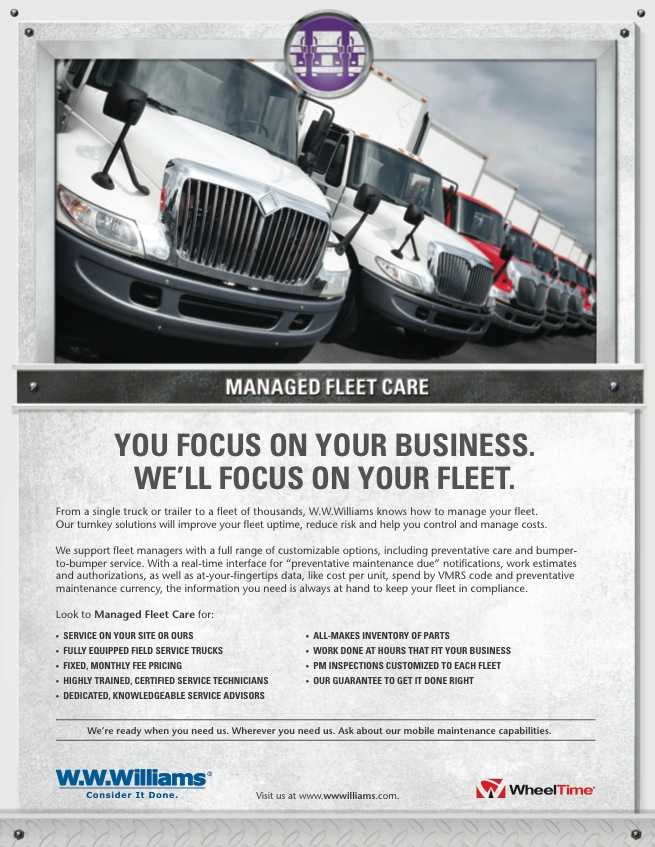 MANAGED FLEET CARE
YOU FOCUS ON YOUR BUSINESS.
WE'LL FOCUS ON YOUR FLEET.
From a single truck or trailer to a fleet of thousands, W.W.Williams knows how to manage your fleet.
Our turnkey solutions will improve your fleet uptime, reduce risk and help you control and manage costs.
We support fleet managers with a full range of customizable options, including preventative care and bumper-
to-bumper service. With a real-time interface for “preventative maintenance due” notifications, work estimates
and authorizations, as well as at-your-fingertips data, like cost per unit, spend by VMRS code and preventative
maintenance currency, the information you need is always at hand to keep your fleet in compliance.
Look to Managed Fleet Care for:
• SERVICE ON YOUR SITE OR OURS
• FULLY EQUIPPED FIELD SERVICE TRUCKS
• FIXED, MONTHLY FEE PRICING
• HIGHLY TRAINED, CERTIFIED SERVICE TECHNICIANS
• DEDICATED, KNOWLEDGEABLE SERVICE ADVISORS
• ALL-MAKES INVENTORY OF PARTS
• WORK DONE AT HOURS THAT FIT YOUR BUSINESS
• PM INSPECTIONS CUSTOMIZED TO EACH FLEET
• OUR GUARANTEE TO GET IT DONE RIGHT
We're ready when you need us. Wherever you need us. Ask about our mobile maintenance capabilities.
W.W.Williams®
Consider It Done.
Visit us at www.wwwilliams.com.
WheelTime®